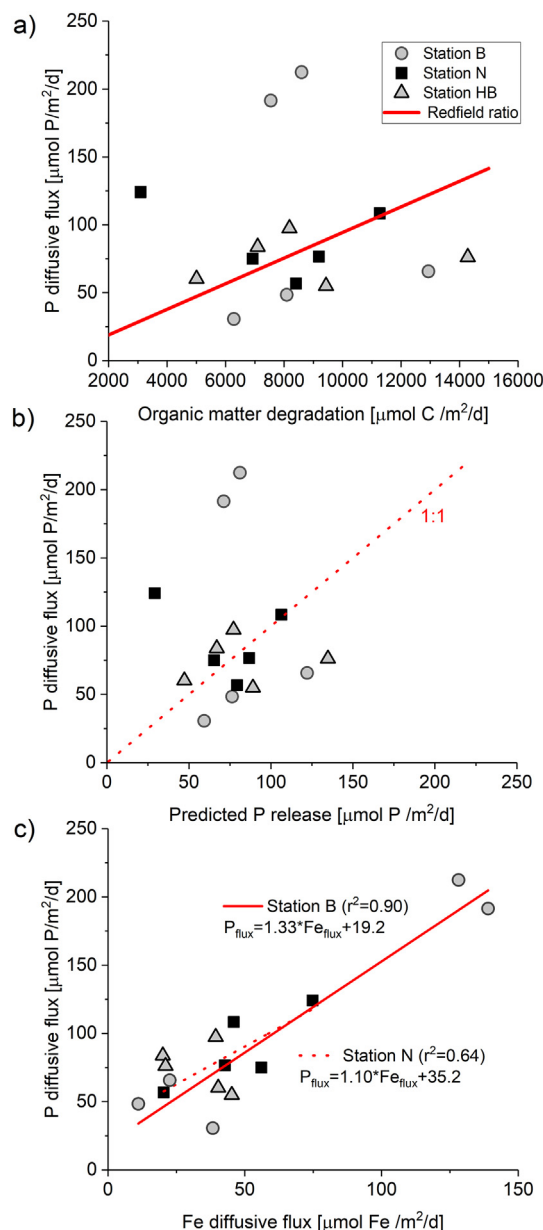 a)
250
200
150
100
50
0
P diffusive flux [μmol P/m²/d]
Station B
Station N
Station HB
Redfield ratio
2000 4000 6000 8000 10000 12000 14000 16000
Organic matter degradation [μmol C /m²/d]
b)
250
200
150
100
50
0
P diffusive flux [μmol P/m²/d]
1:1
0 50 100 150 200 250
Predicted P release [μmol P /m²/d]
c)
250
200
150
100
50
0
P diffusive flux [μmol P/m²/d]
Station B (r²=0.90)
P_flux=1.33*Fe_flux+19.2
Station N (r²=0.64)
P_flux=1.10*Fe_flux+35.2
0 50 100 150
Fe diffusive flux [μmol Fe /m²/d]